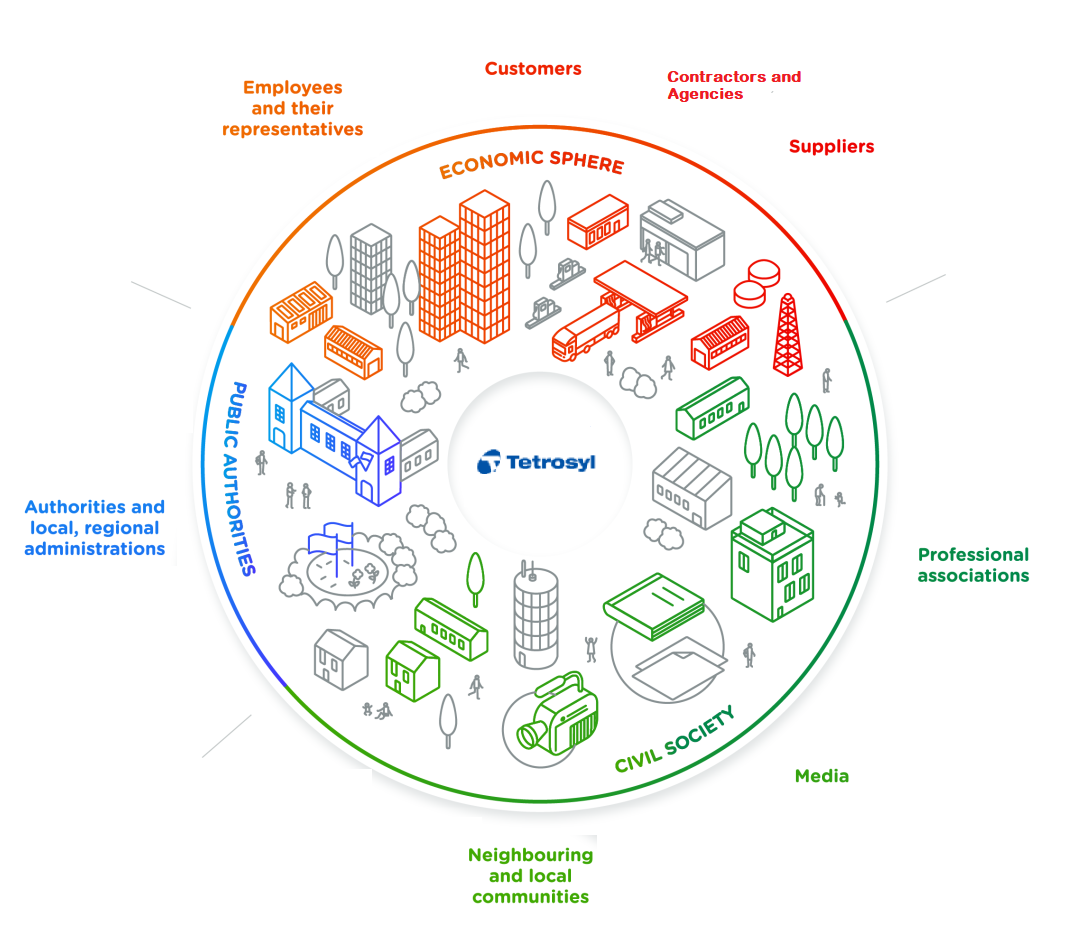 Customers
Contractors and
Agencies
Employees
and their
representatives
Suppliers
ECONOMIC SPHERE
PUBLIC AUTHORITIES
Tetrosyl
Authorities and
local, regional
administrations
Professional
associations
CIVIL SOCIETY
Media
Neighbouring
and local
communities